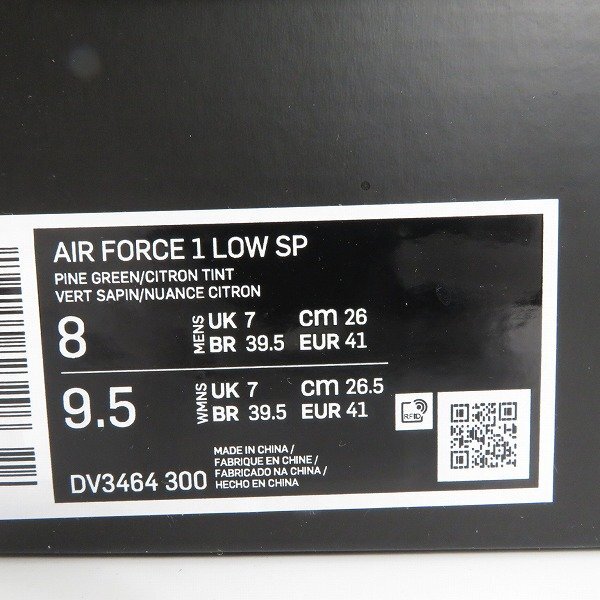 AIR FORCE 1 LOW SP
PINE GREEN/CITRON TINT
VERT SAPIN/NUANCE CITRON
8 MENS UK 7 cm 26
BR 39.5 EUR 41
9.5 WMNS UK 7 cm 26.5
BR 39.5 EUR 41
RFID
MADE IN CHINA /
FABRIQUE EN CHINE /
FABRICADO NA CHINA /
HECHO EN CHINA
DV3464 300